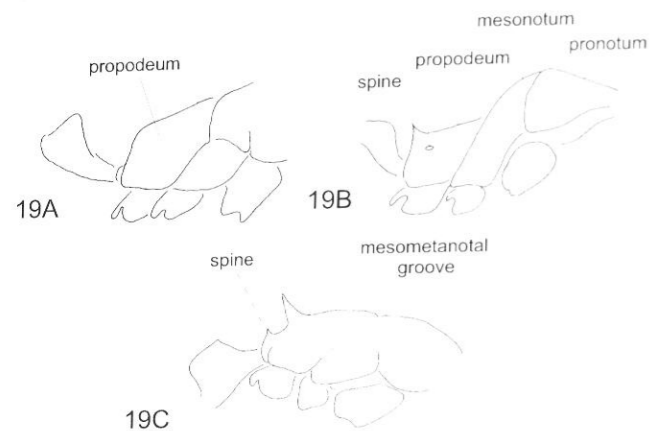 propodeum
19A
mesonotum
propodeum
pronotum
spine
19B
spine
mesometanotal
groove
19C